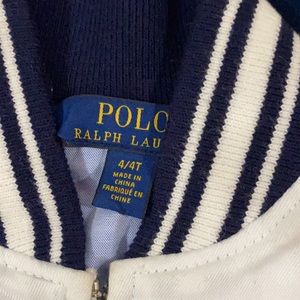 POLO
RALPH LAU
4/4T
MADE IN
CHINA
FABRIQUÉ EN
CHINE